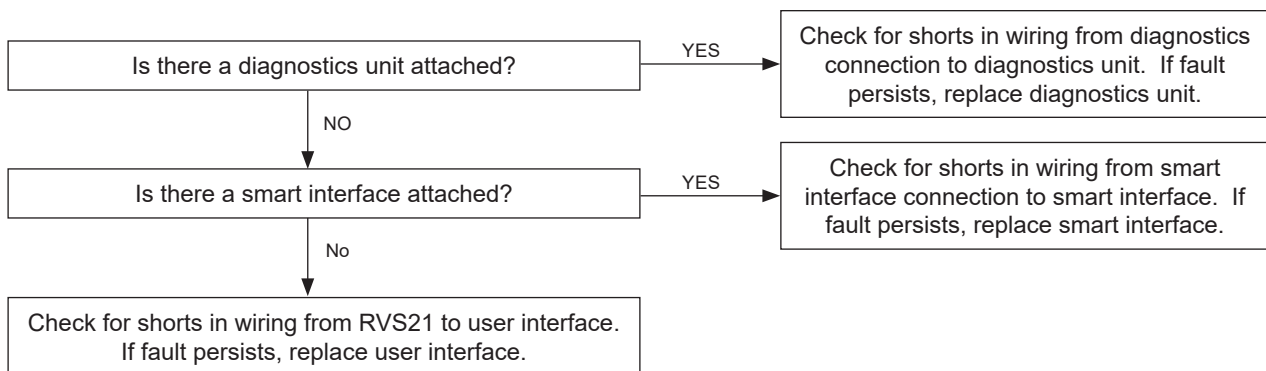 Is there a diagnostics unit attached?
YES
Check for shorts in wiring from diagnostics
connection to diagnostics unit.  If fault
persists, replace diagnostics unit.
NO
Is there a smart interface attached?
YES
Check for shorts in wiring from smart
interface connection to smart interface.  If
fault persists, replace smart interface.
No
Check for shorts in wiring from RVS21 to user interface.
If fault persists, replace user interface.